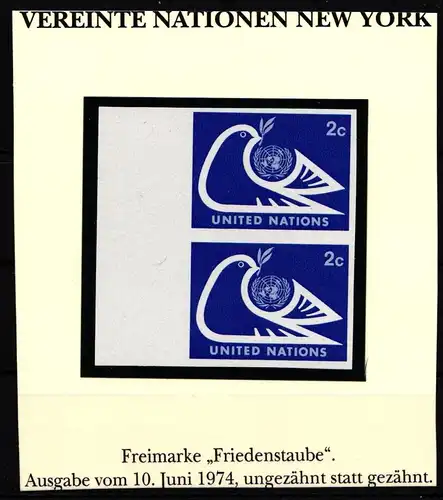 VEREINTE NATIONEN NEW YORK
2c
UNITED NATIONS
2c
UNITED NATIONS
Freimarke „Friedenstaube“.
Ausgabe vom 10. Juni 1974, ungezähnt statt gezähnt.